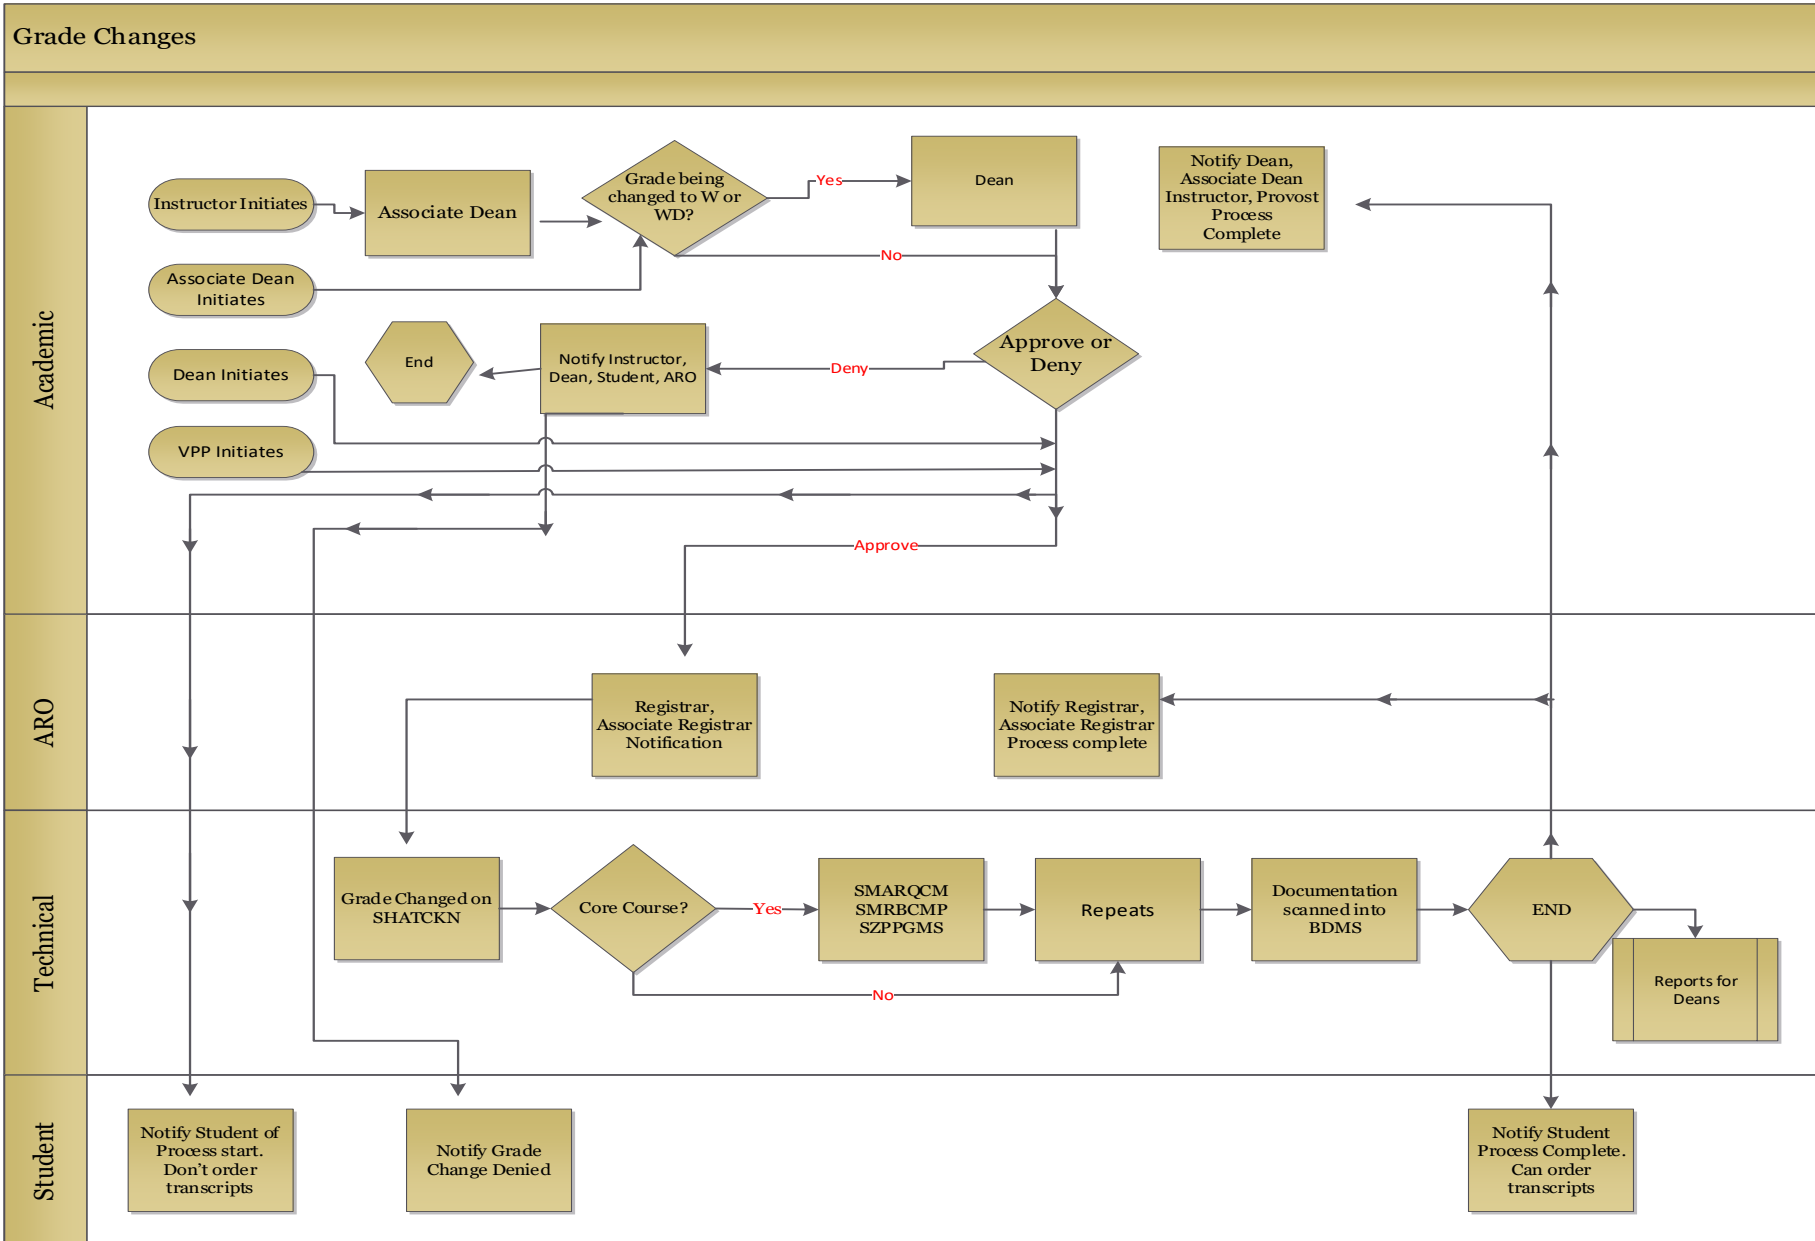 Grade Changes
Academic
Instructor Initiates
Associate Dean
Grade being
changed to W or
WD?
Yes
Dean
Notify Dean,
Associate Dean
Instructor, Provost
Process
Complete
No
Associate Dean
Initiates
Approve or
Deny
Deny
Notify Instructor,
Dean, Student, ARO
End
Dean Initiates
VPP Initiates
Approve
ARO
Registrar,
Associate Registrar
Notification
Notify Registrar,
Associate Registrar
Process complete
Technical
Grade Changed on
SHATCKN
Core Course?
Yes
SMARQCM
SMRBCMP
SZPPGMS
Repeats
Documentation
scanned into
BDMS
END
No
Reports for
Deans
Student
Notify Student of
Process start.
Don't order
transcripts
Notify Grade
Change Denied
Notify Student
Process Complete.
Can order
transcripts